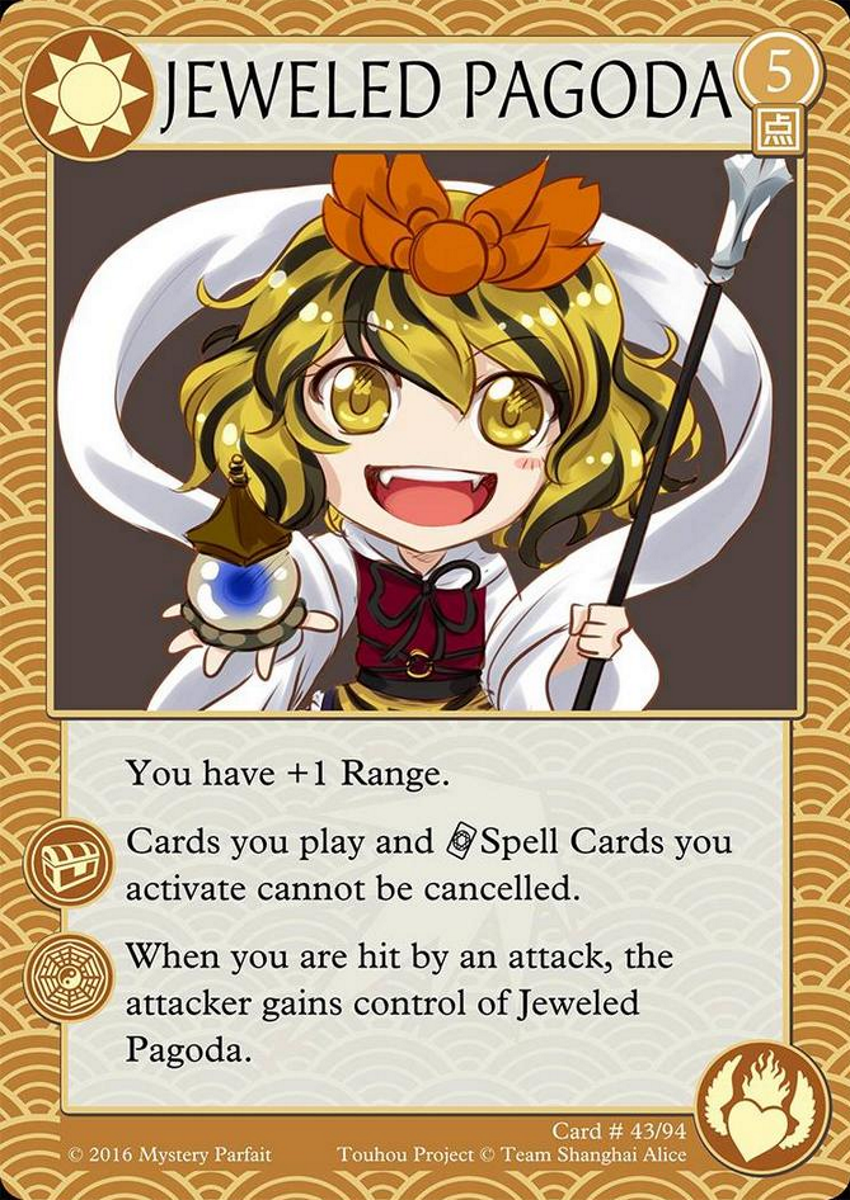 JEWELED PAGODA
5
点
You have +1 Range.
Cards you play and Spell Cards you
activate cannot be cancelled.
When you are hit by an attack, the
attacker gains control of Jeweled
Pagoda.
Card # 43/94
© 2016 Mystery Parfait Touhou Project © Team Shanghai Alice